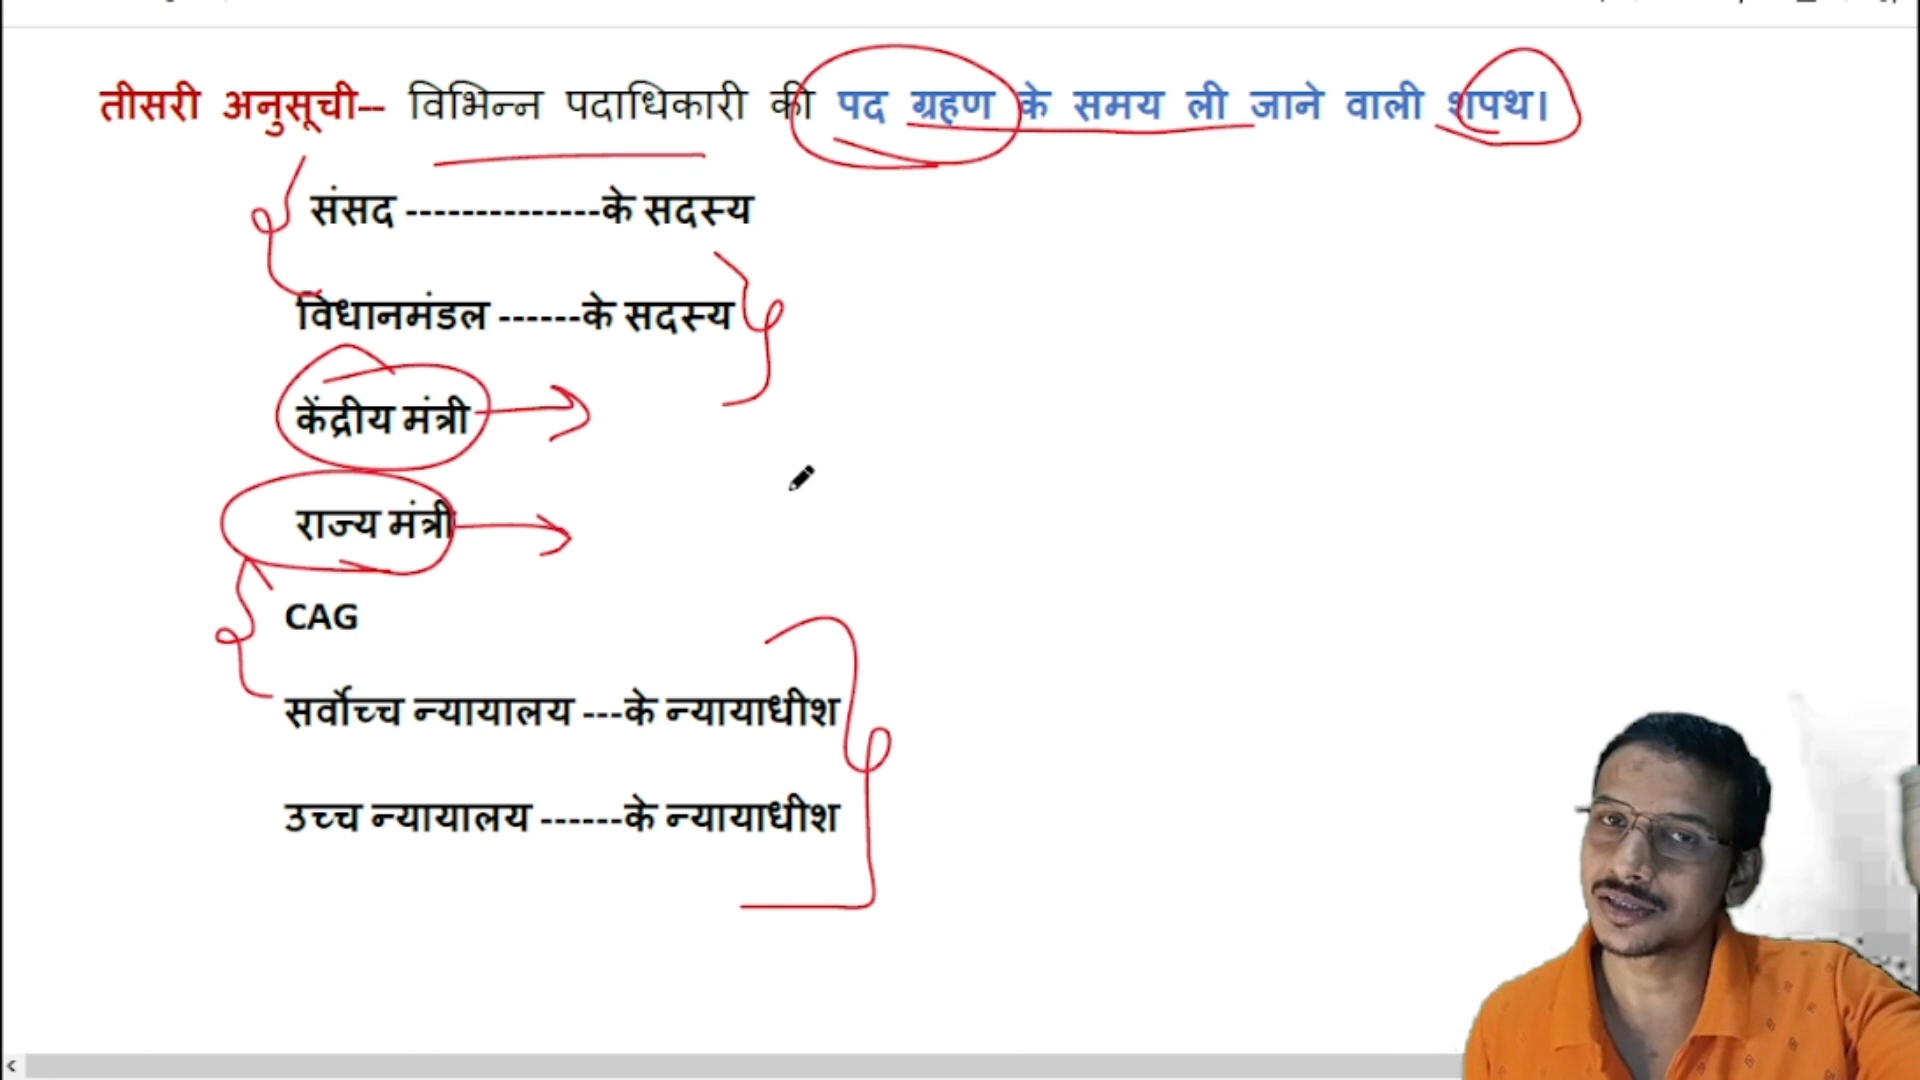 तीसरी अनुसूची-- विभिन्न पदाधिकारी की पद ग्रहण के समय ली जाने वाली शपथ।
संसद --------------के सदस्य
विधानमंडल ------के सदस्य
केंद्रीय मंत्री
राज्य मंत्री
CAG
सर्वोच्च न्यायालय ---के न्यायाधीश
उच्च न्यायालय ------के न्यायाधीश